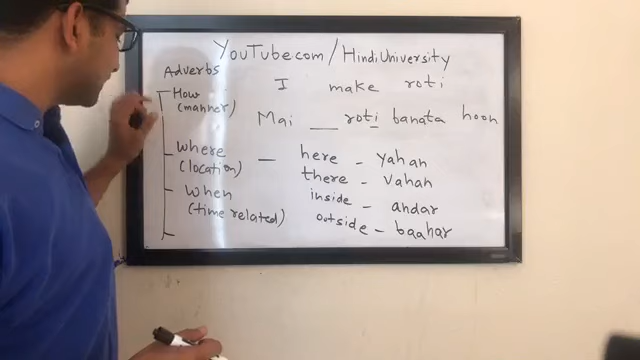 YouTube.com/HindiUniversity
Adverbs
I make roti
How
(manner)
Mai __ roti banata hoon
where
(location)
— here - yahan
there - vahan
when
(time related)
inside - andar
outside - baahar